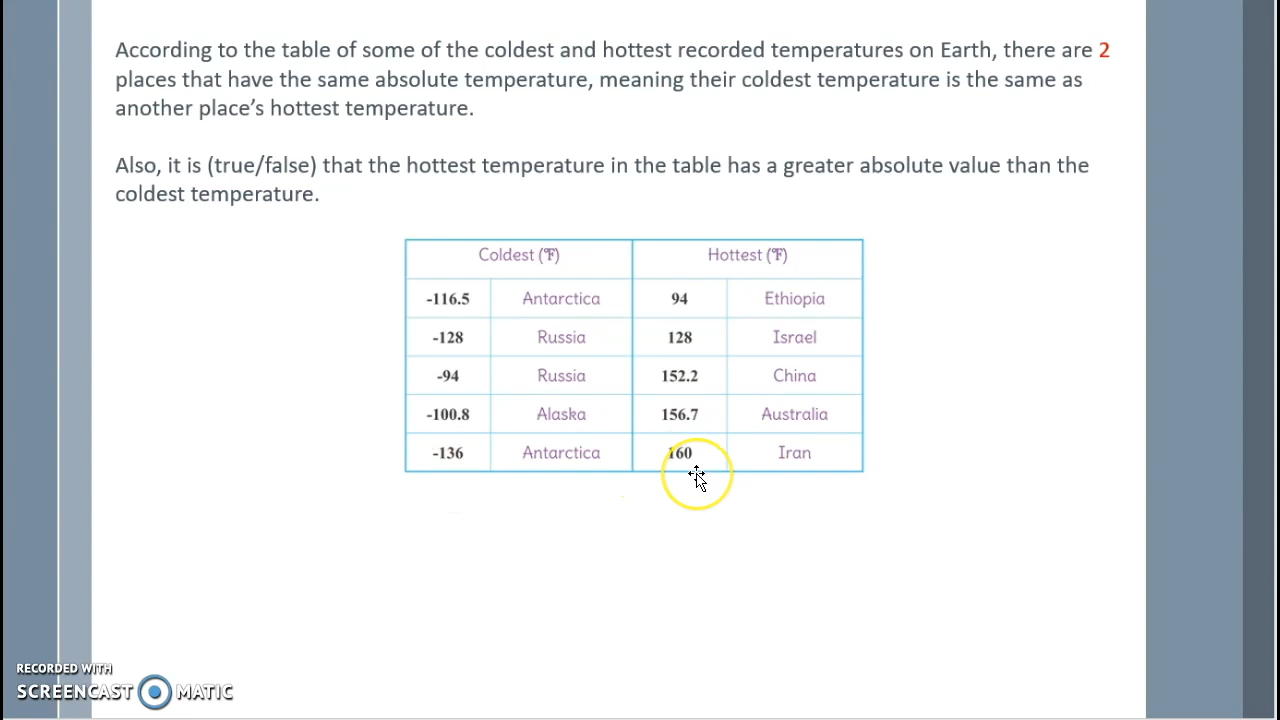 According to the table of some of the coldest and hottest recorded temperatures on Earth, there are 2
places that have the same absolute temperature, meaning their coldest temperature is the same as
another place's hottest temperature.
Also, it is (true/false) that the hottest temperature in the table has a greater absolute value than the
coldest temperature.
Coldest (°F) Hottest (°F)
-116.5 Antarctica 94 Ethiopia
-128 Russia 128 Israel
-94 Russia 152.2 China
-100.8 Alaska 156.7 Australia
-136 Antarctica 160 Iran
RECORDED WITH
SCREENCAST MATIC